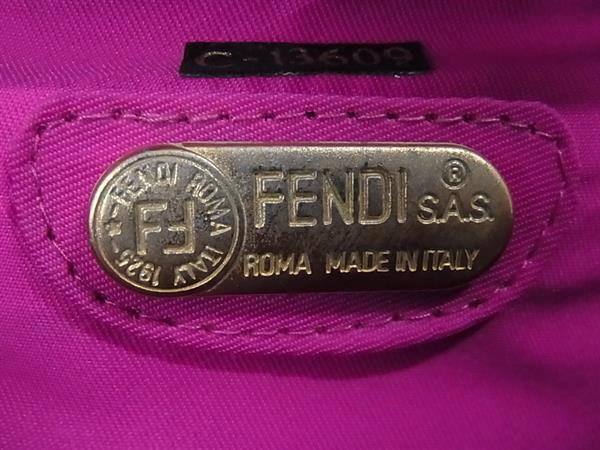 C-13609
FENDI ROMA ITALY 1925
FF
FENDI® S.A.S.
ROMA MADE IN ITALY